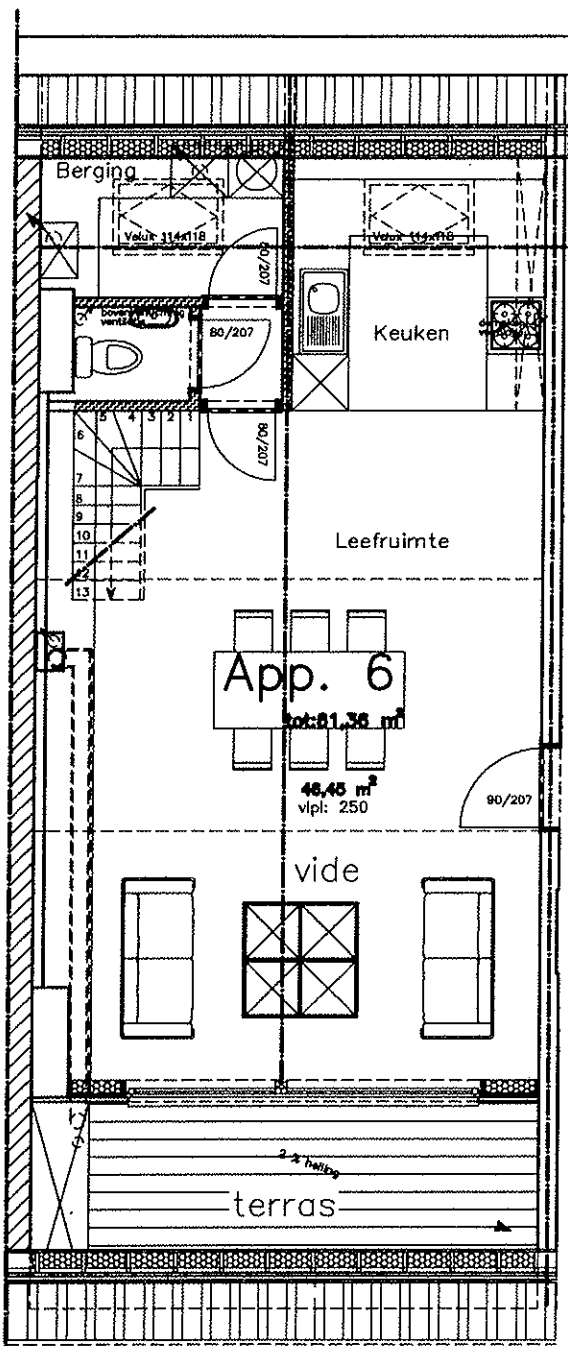 Berging
Velux 114x118
Velux 114x118
80/207
80/207
Keuken
5 4 3 2 1
6
7
80/207
8
9
10
11
12
13
Leefruimte
App. 6
tot:81,36 m²
46,45 m²
vlpl: 250
90/207
vide
2 % helling
terras